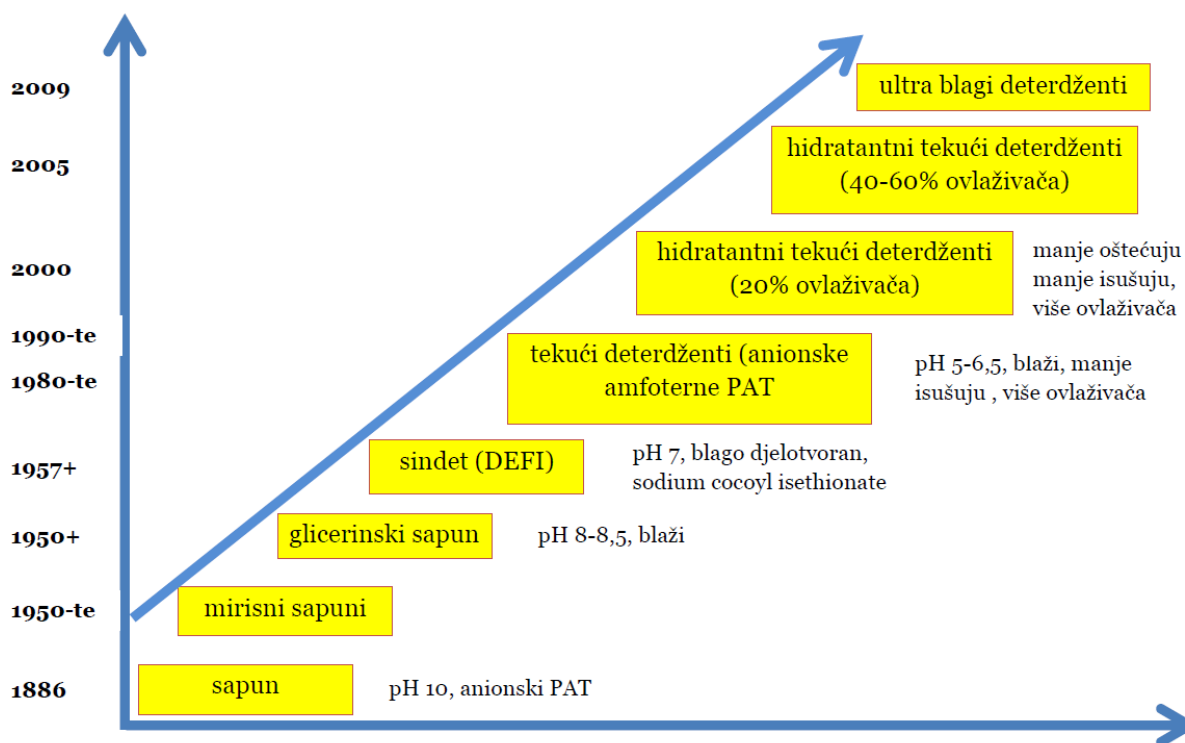 2009
ultra blagi deterdženti
2005
hidratantni tekući deterdženti
(40-60% ovlaživača)
2000
hidratantni tekući deterdženti
(20% ovlaživača)
manje oštećuju
manje isušuju,
više ovlaživača
1990-te
1980-te
tekući deterdženti (anionske
amfoterne PAT
pH 5-6,5, blaži, manje
isušuju , više ovlaživača
1957+
sindet (DEFI)
pH 7, blago djelotvoran,
sodium cocoyl isethionate
1950+
glicerinski sapun
pH 8-8,5, blaži
1950-te
mirisni sapuni
1886
sapun
pH 10, anionski PAT